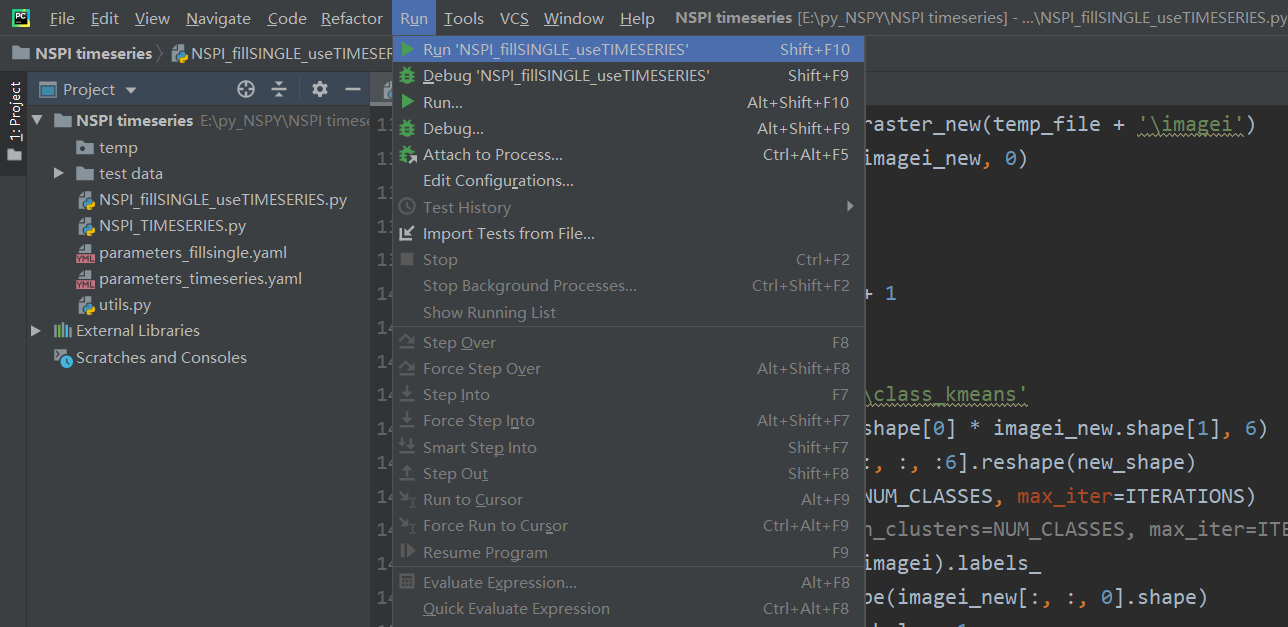 File Edit View Navigate Code Refactor Run Tools VCS Window Help NSPI timeseries [E:\py_NSPY\NSPI timeseries] - ...\NSPI_fillSINGLE_useTIMESERIES.py
NSPI timeseries NSPI_fillSINGLE_useTIMESER
1: Project
Project
NSPI timeseries E:\py_NSPY\NSPI timese
temp
test data
NSPI_fillSINGLE_useTIMESERIES.py
NSPI_TIMESERIES.py
parameters_fillsingle.yaml
parameters_timeseries.yaml
utils.py
External Libraries
Scratches and Consoles
Run 'NSPI_fillSINGLE_useTIMESERIES' Shift+F10
Debug 'NSPI_fillSINGLE_useTIMESERIES' Shift+F9
Run... Alt+Shift+F10
Debug... Alt+Shift+F9
Attach to Process... Ctrl+Alt+F5
Edit Configurations...
Test History
Import Tests from File...
Stop Ctrl+F2
Stop Background Processes... Ctrl+Shift+F2
Show Running List
Step Over F8
Force Step Over Alt+Shift+F8
Step Into F7
Force Step Into Alt+Shift+F7
Smart Step Into Shift+F7
Step Out Shift+F8
Run to Cursor Alt+F9
Force Run to Cursor Ctrl+Alt+F9
Resume Program F9
Evaluate Expression... Alt+F8
Quick Evaluate Expression Ctrl+Alt+F8
raster_new(temp_file + '\imagei')
imagei_new, 0)
+ 1
\class_kmeans'
shape[0] * imagei_new.shape[1], 6)
:, :, :6].reshape(new_shape)
NUM_CLASSES, max_iter=ITERATIONS)
n_clusters=NUM_CLASSES, max_iter=ITE
imagei).labels_
pe(imagei_new[:, :, 0].shape)